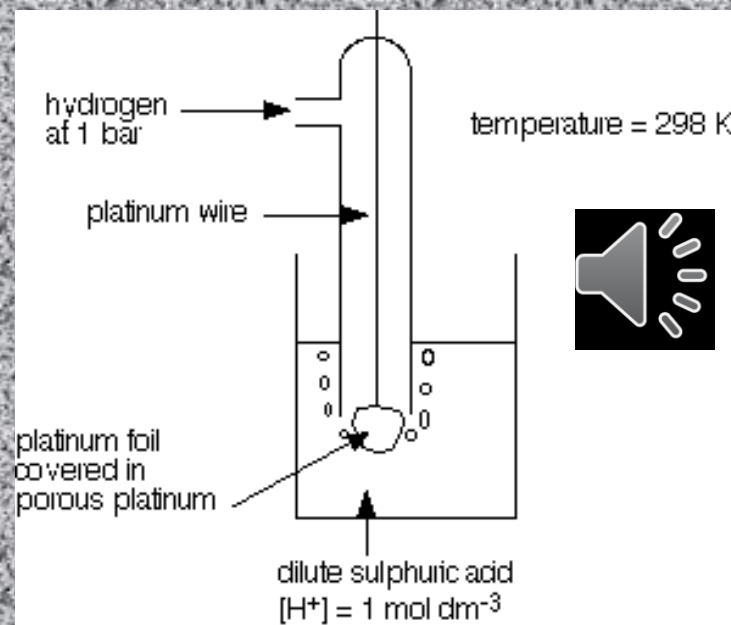 hydrogen
at 1 bar
temperature = 298 K
platinum wire
platinum foil
covered in
porous platinum
dilute sulphuric acid
[H⁺] = 1 mol dm⁻³